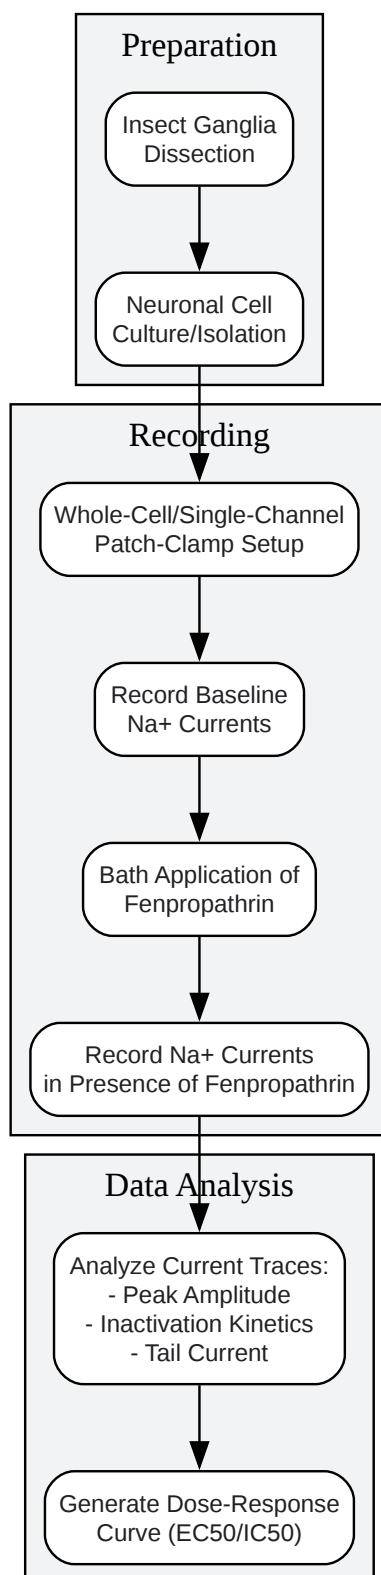 Preparation
Insect Ganglia
Dissection
Neuronal Cell
Culture/Isolation
Recording
Whole-Cell/Single-Channel
Patch-Clamp Setup
Record Baseline
Na+ Currents
Bath Application of
Fenpropathrin
Record Na+ Currents
in Presence of Fenpropathrin
Data Analysis
Analyze Current Traces:
- Peak Amplitude
- Inactivation Kinetics
- Tail Current
Generate Dose-Response
Curve (EC50/IC50)